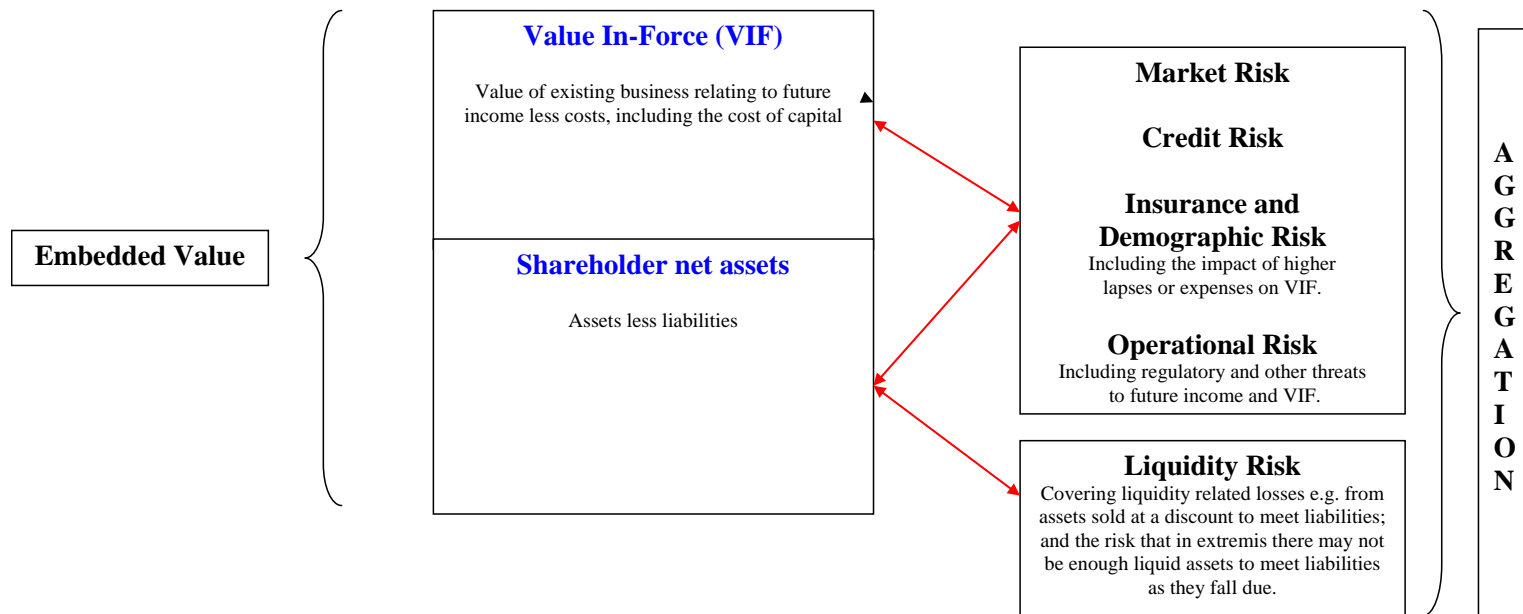 Embedded Value
Value In-Force (VIF)
Value of existing business relating to future
income less costs, including the cost of capital
Shareholder net assets
Assets less liabilities
Market Risk
Credit Risk
Insurance and
Demographic Risk
Including the impact of higher
lapses or expenses on VIF.
Operational Risk
Including regulatory and other threats
to future income and VIF.
Liquidity Risk
Covering liquidity related losses e.g. from
assets sold at a discount to meet liabilities;
and the risk that in extremis there may not
be enough liquid assets to meet liabilities
as they fall due.
A
G
G
R
E
G
A
T
I
O
N